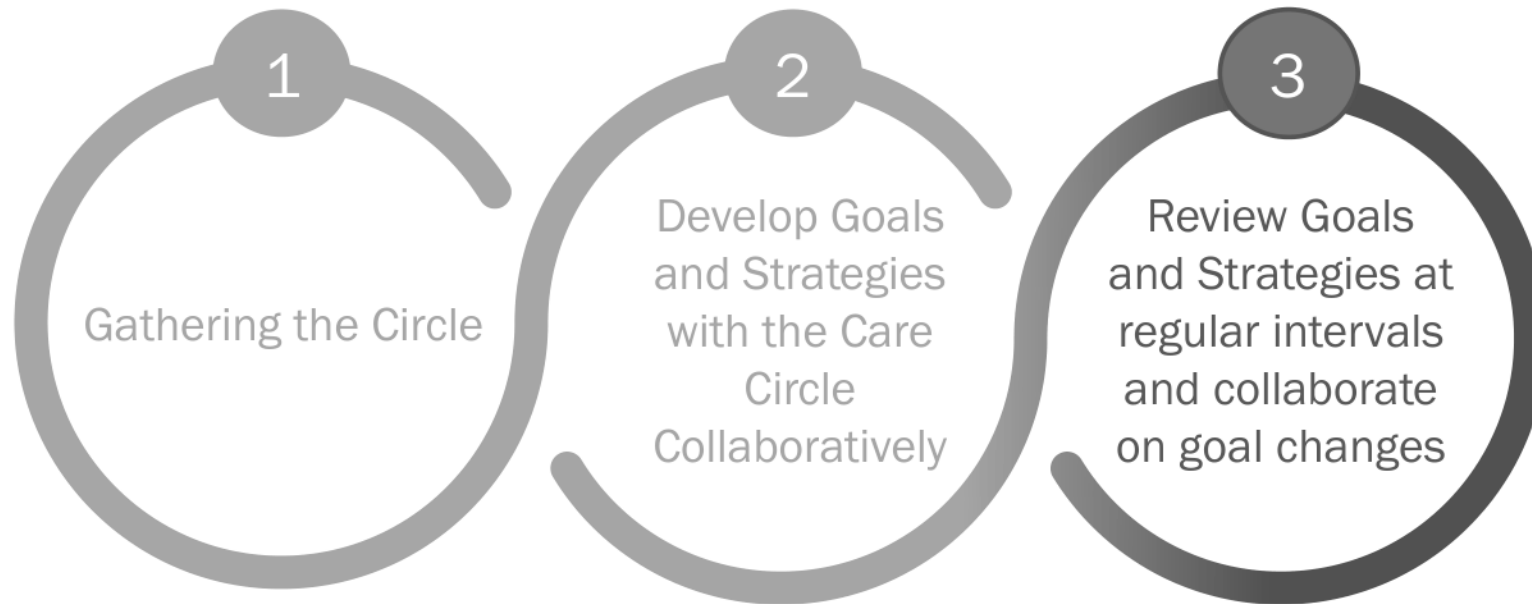 1
Gathering the Circle
2
Develop Goals
and Strategies
with the Care
Circle
Collaboratively
3
Review Goals
and Strategies at
regular intervals
and collaborate
on goal changes